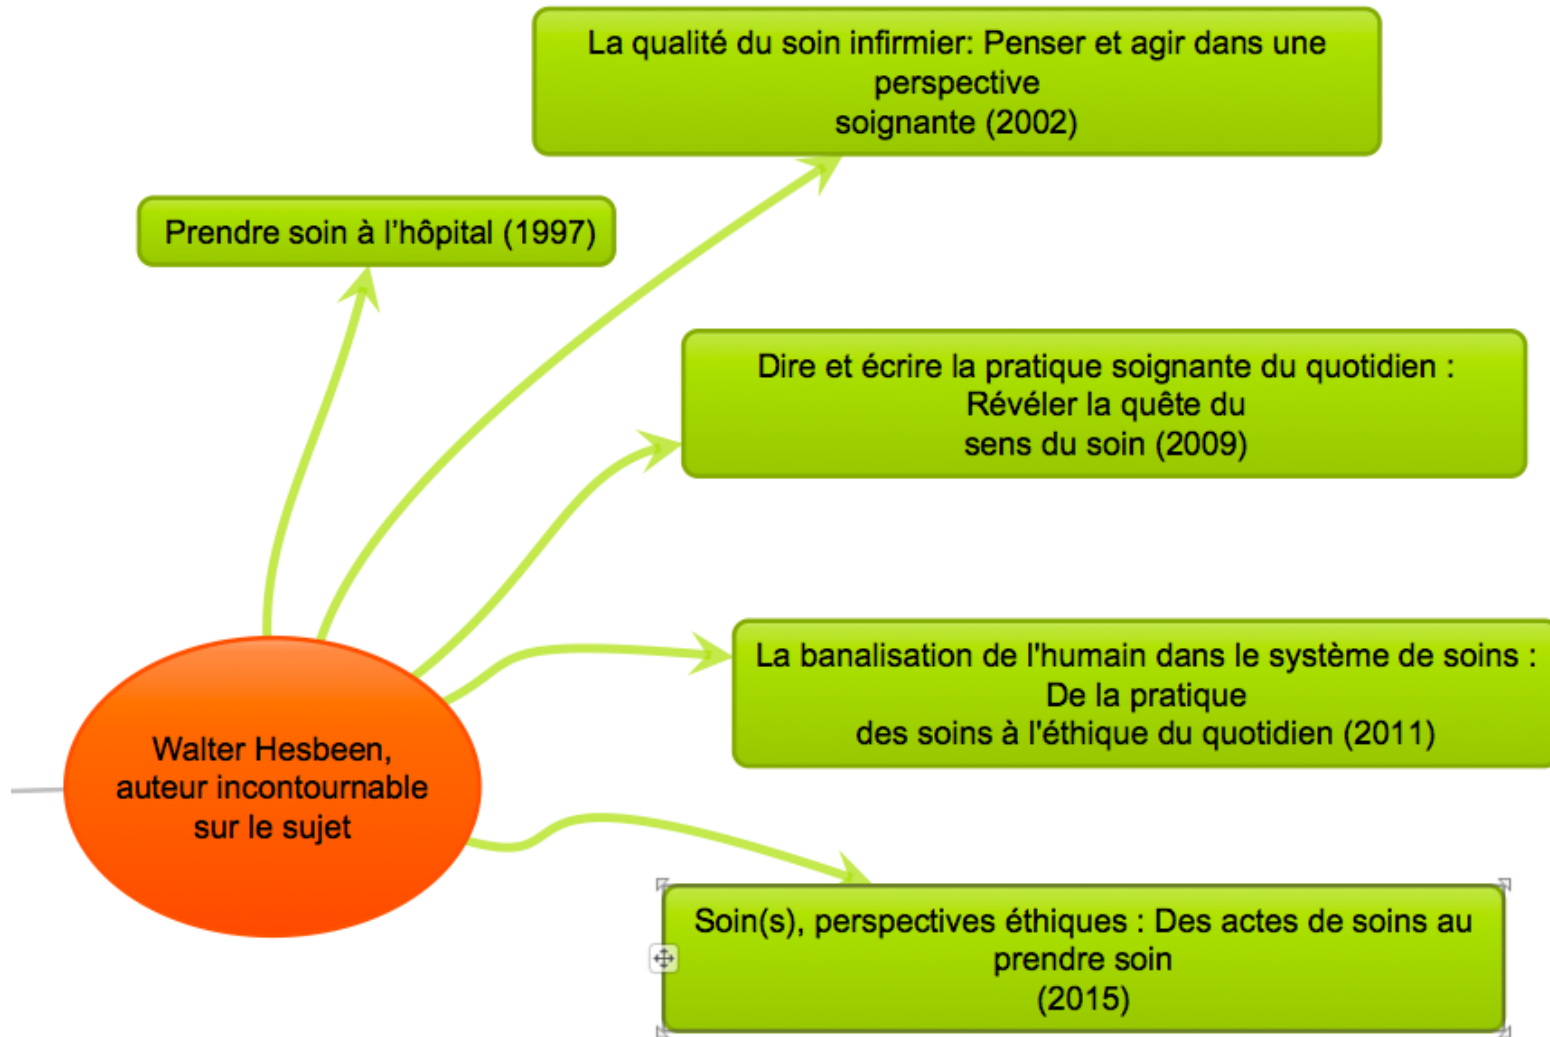 La qualité du soin infirmier: Penser et agir dans une
perspective
soignante (2002)
Prendre soin à l’hôpital (1997)
Dire et écrire la pratique soignante du quotidien :
Révéler la quête du
sens du soin (2009)
La banalisation de l'humain dans le système de soins :
De la pratique
des soins à l'éthique du quotidien (2011)
Walter Hesbeen,
auteur incontournable
sur le sujet
Soin(s), perspectives éthiques : Des actes de soins au
prendre soin
(2015)